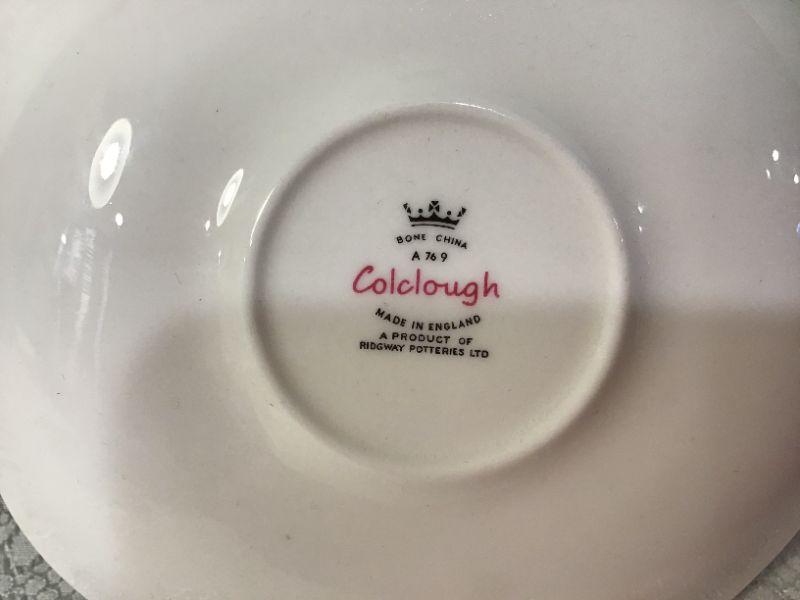 BONE CHINA
A 769
Colclough
MADE IN ENGLAND
A PRODUCT OF
RIDGWAY POTTERIES LTD